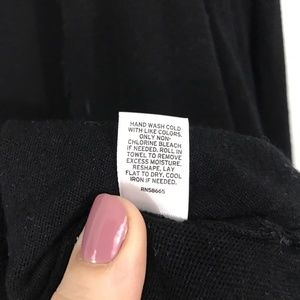 HAND WASH COLD
WITH LIKE COLORS.
ONLY NON-
CHLORINE BLEACH
IF NEEDED. ROLL IN
TOWEL TO REMOVE
EXCESS MOISTURE.
RESHAPE, LAY
FLAT TO DRY. COOL
IRON IF NEEDED.
RN58665